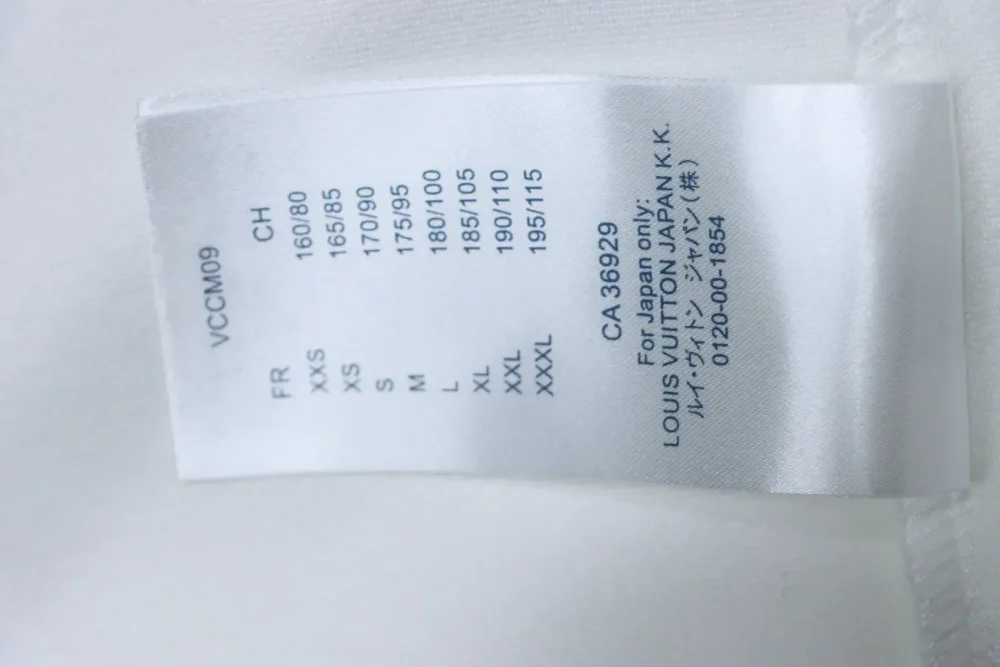 VCCM09
FR CH
XXS 160/80
XS 165/85
S 170/90
M 175/95
L 180/100
XL 185/105
XXL 190/110
XXXL 195/115
CA 36929
For Japan only:
LOUIS VUITTON JAPAN K.K.
ルイ・ヴィトン ジャパン(株)
0120-00-1854